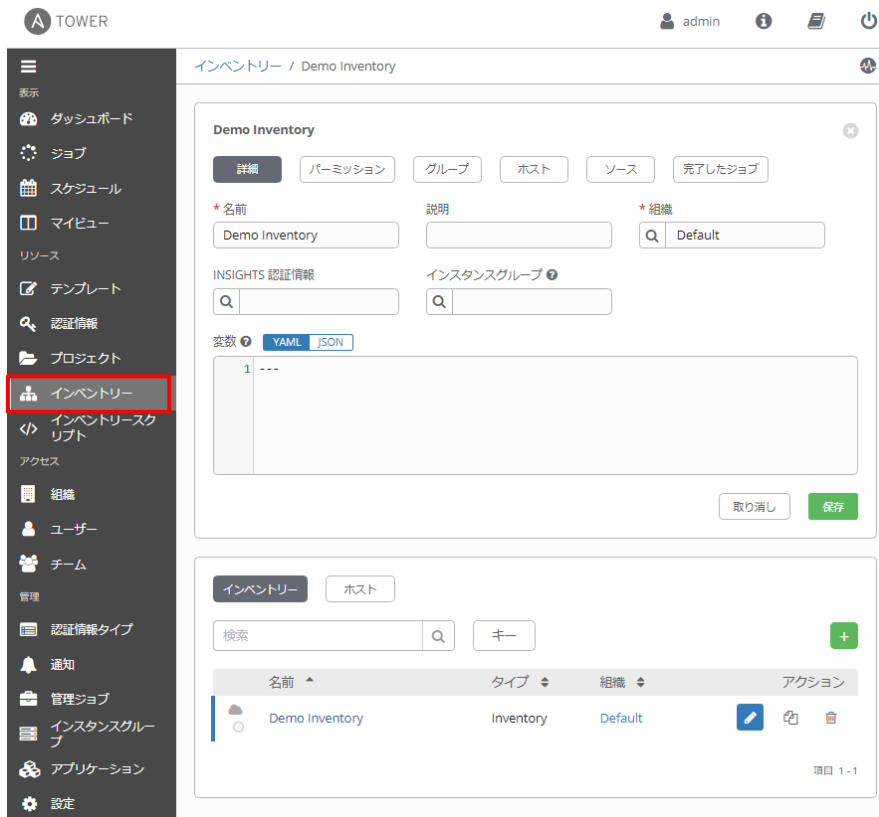 TOWER
admin
インベントリー / Demo Inventory
表示
ダッシュボード
ジョブ
スケジュール
マイビュー
リソース
テンプレート
認証情報
プロジェクト
インベントリー
インベントリースク
リプト
アクセス
組織
ユーザー
チーム
管理
認証情報タイプ
通知
管理ジョブ
インスタンスグルー
プ
アプリケーション
設定
Demo Inventory
詳細 パーミッション グループ ホスト ソース 完了したジョブ
* 名前 説明 * 組織
Demo Inventory Default
INSIGHTS 認証情報 インスタンスグループ
変数 YAML JSON
1 ---
取り消し 保存
インベントリー ホスト
検索 キー +
名前 タイプ 組織 アクション
Demo Inventory Inventory Default
項目 1 - 1